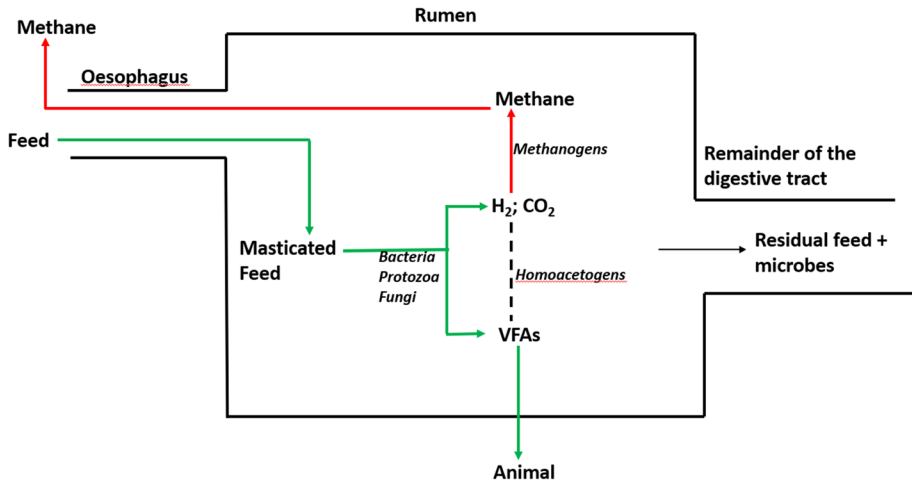 Rumen
Methane
Oesophagus
Methane
Feed
Methanogens
Remainder of the
digestive tract
H₂; CO₂
Masticated
Feed
Bacteria
Protozoa
Fungi
Homoacetogens
Residual feed +
microbes
VFAs
Animal